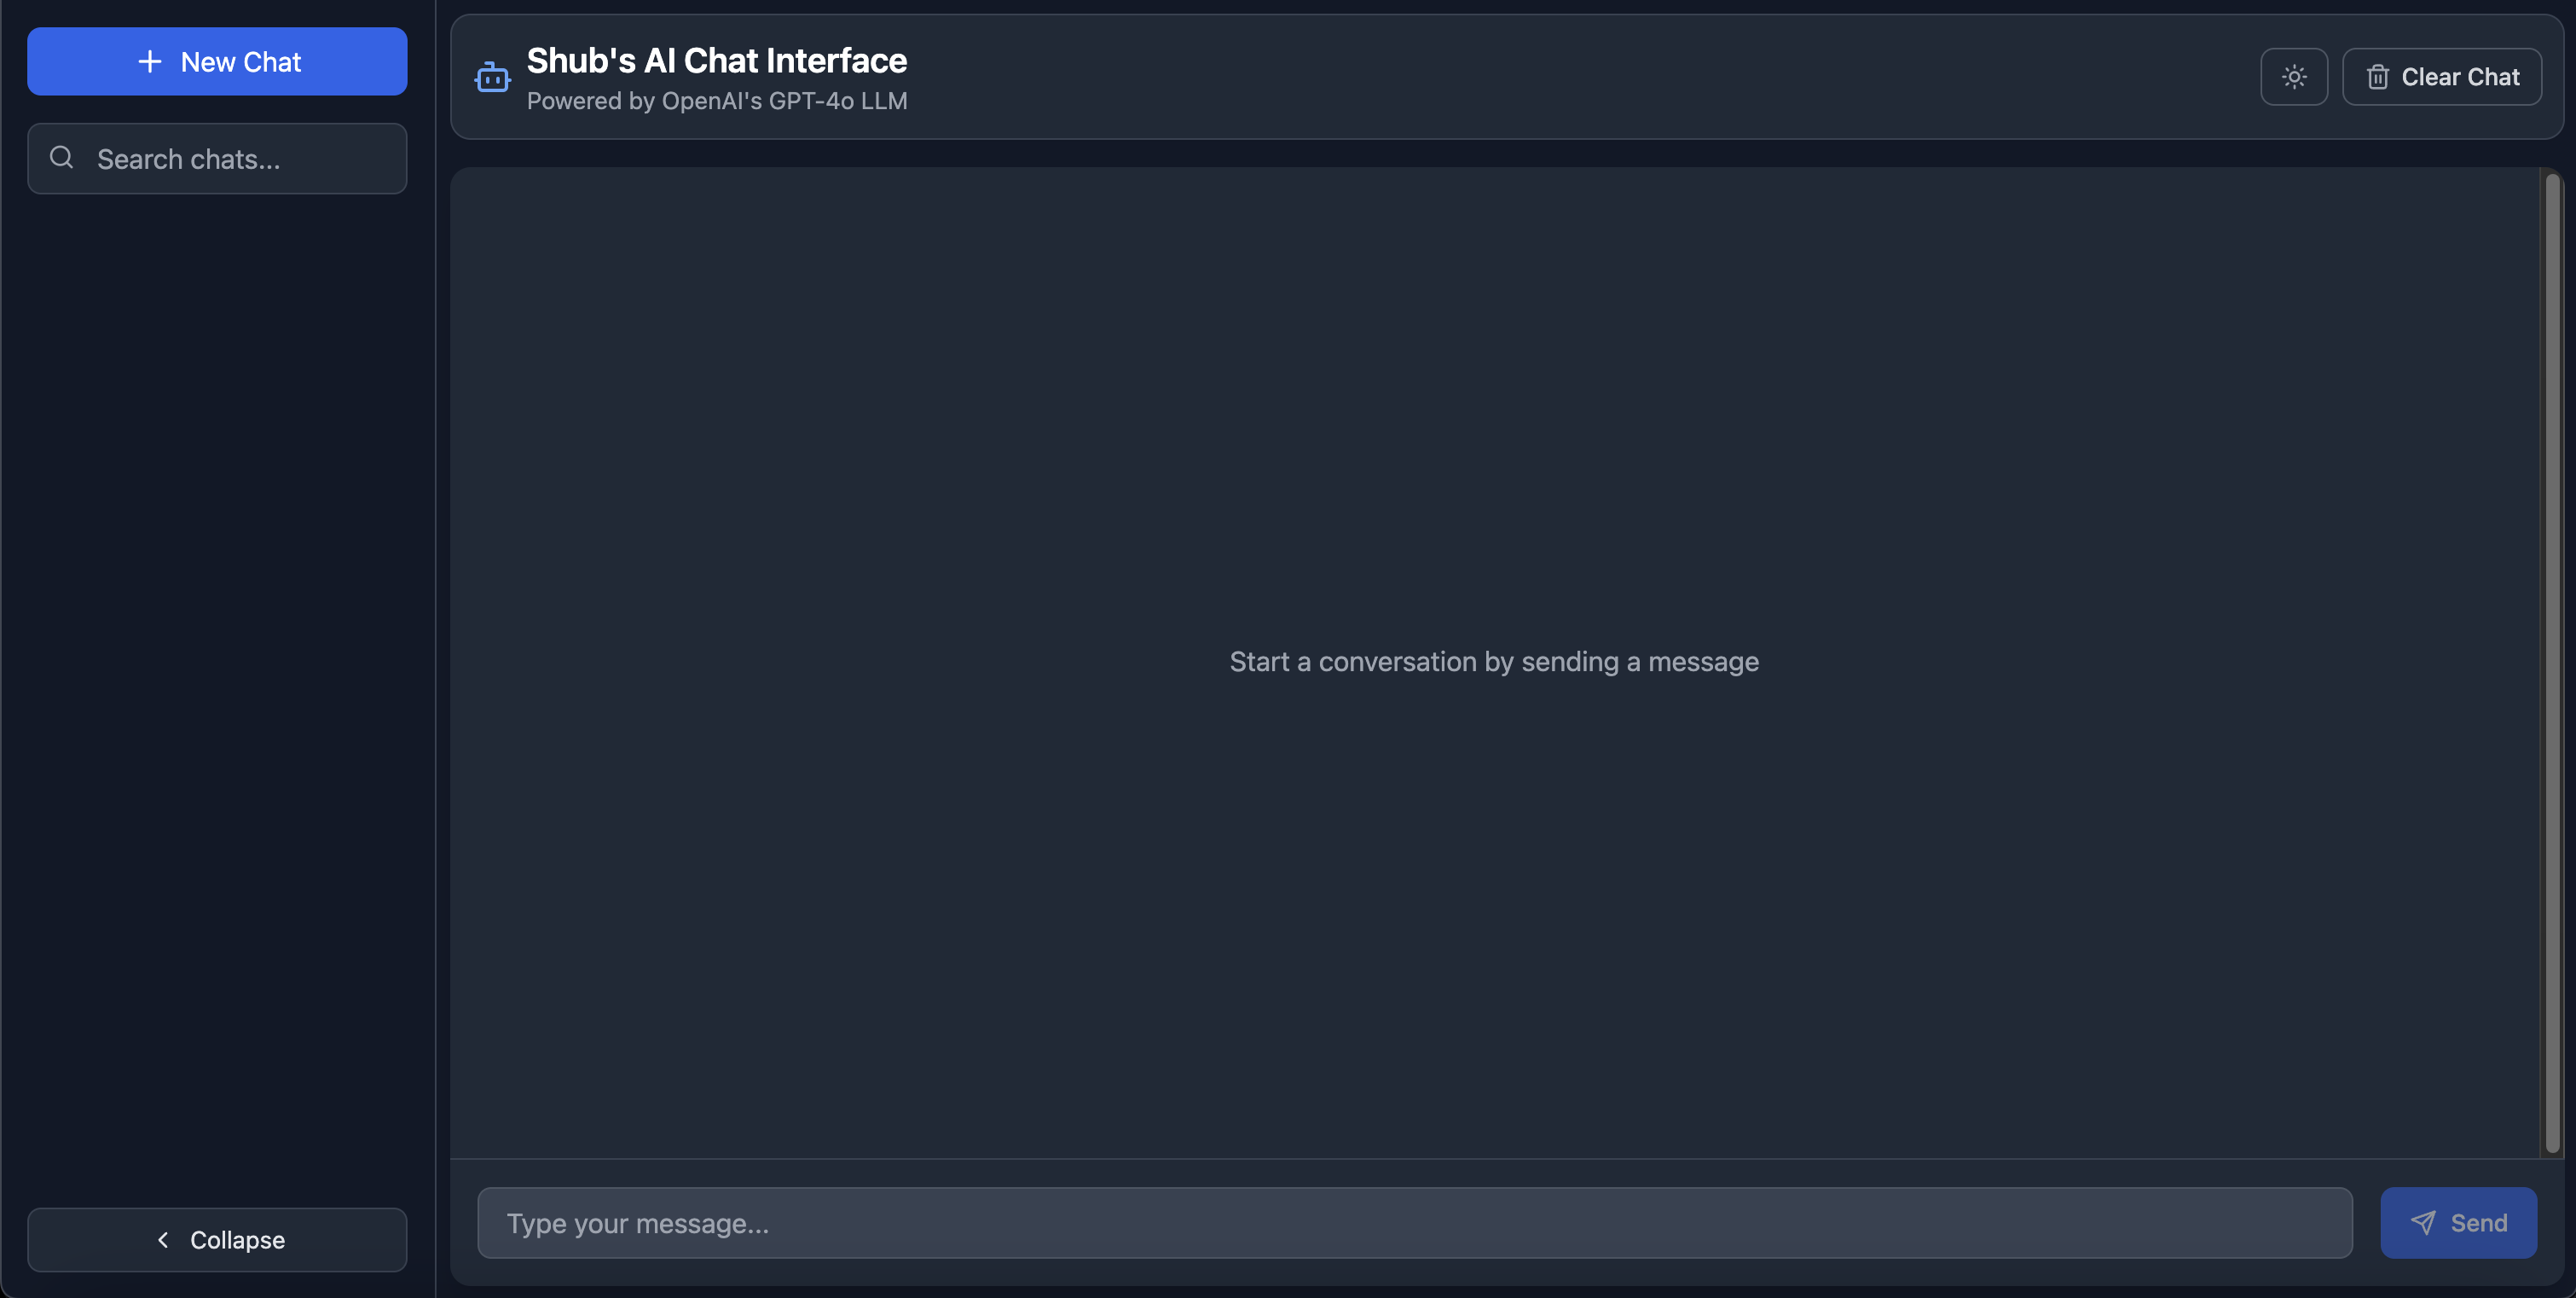 New Chat
Search chats...
Collapse
Shub's AI Chat Interface
Powered by OpenAI's GPT-4o LLM
Clear Chat
Start a conversation by sending a message
Type your message...
Send